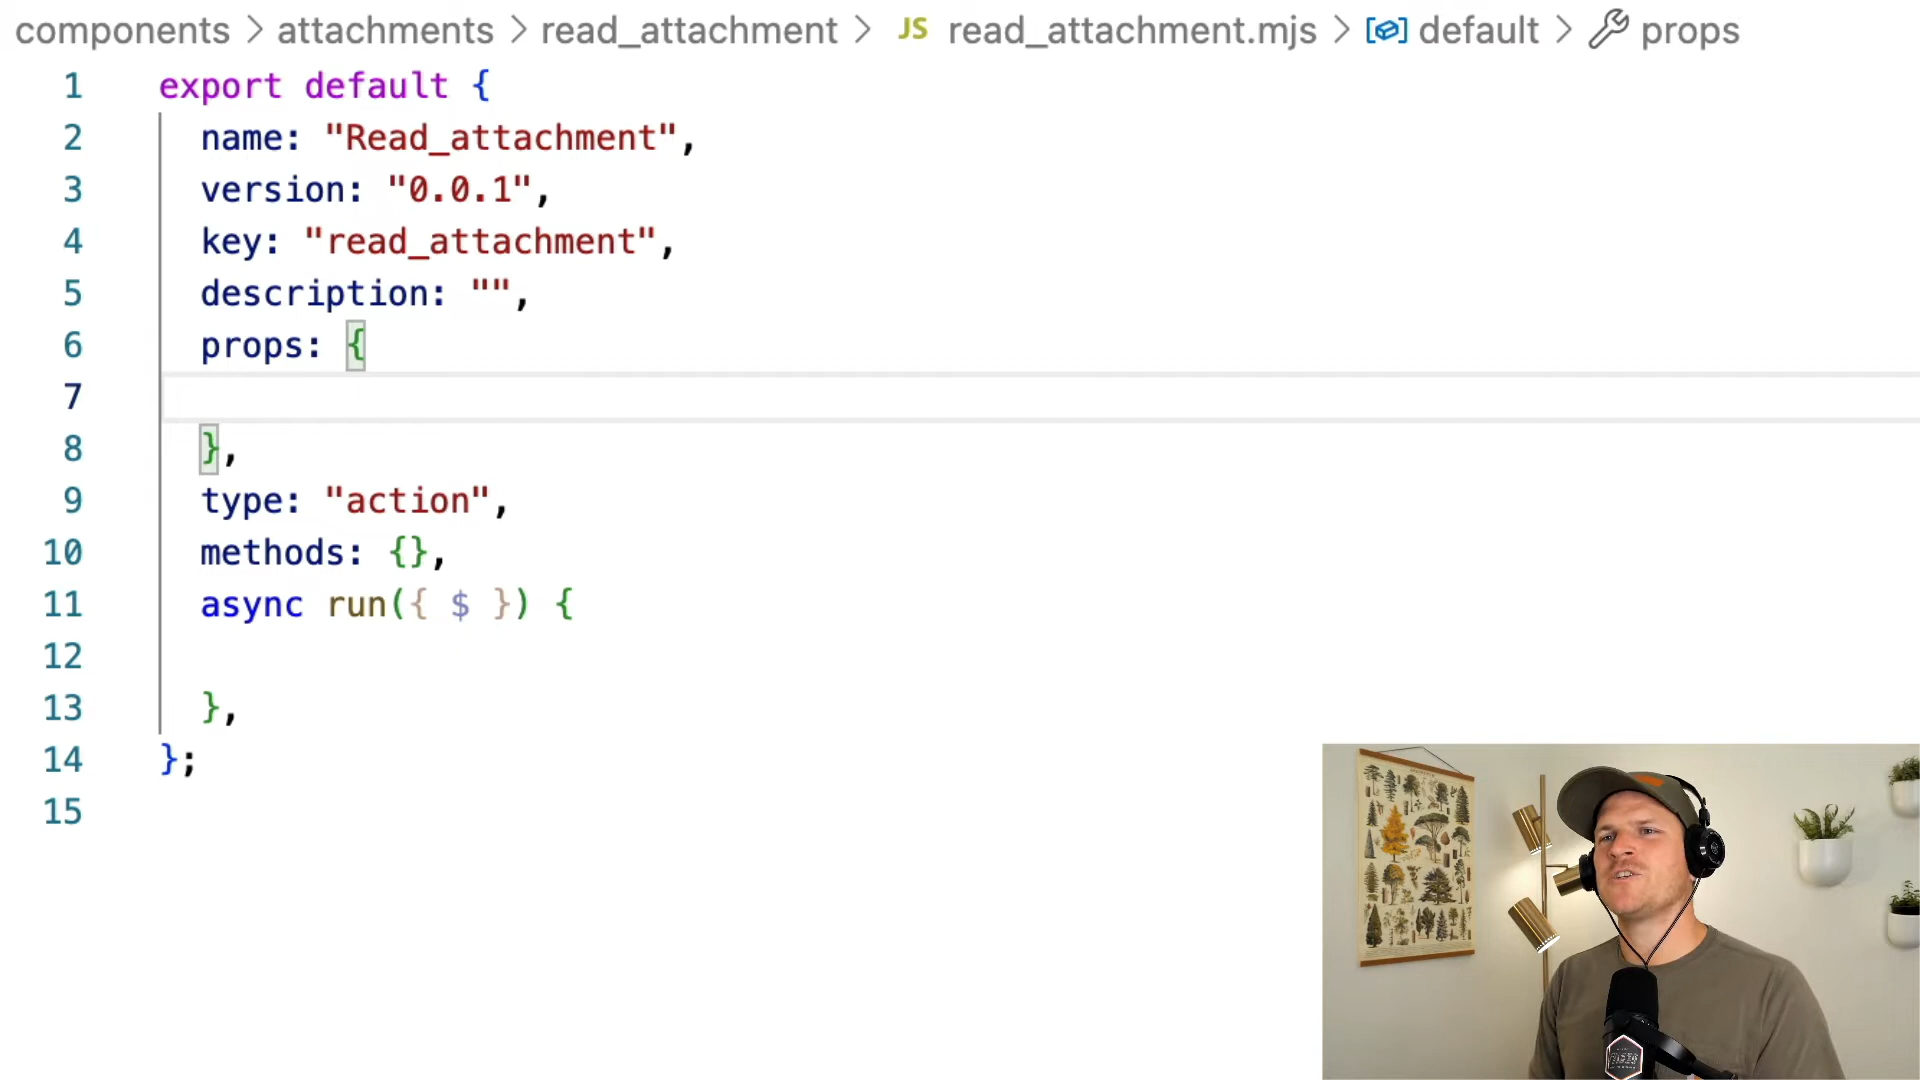 components > attachments > read_attachment > JS read_attachment.mjs > default > props
1 export default {
2 name: "Read_attachment",
3 version: "0.0.1",
4 key: "read_attachment",
5 description: "",
6 props: {
7
8 },
9 type: "action",
10 methods: {},
11 async run({ $ }) {
12
13 },
14 };
15